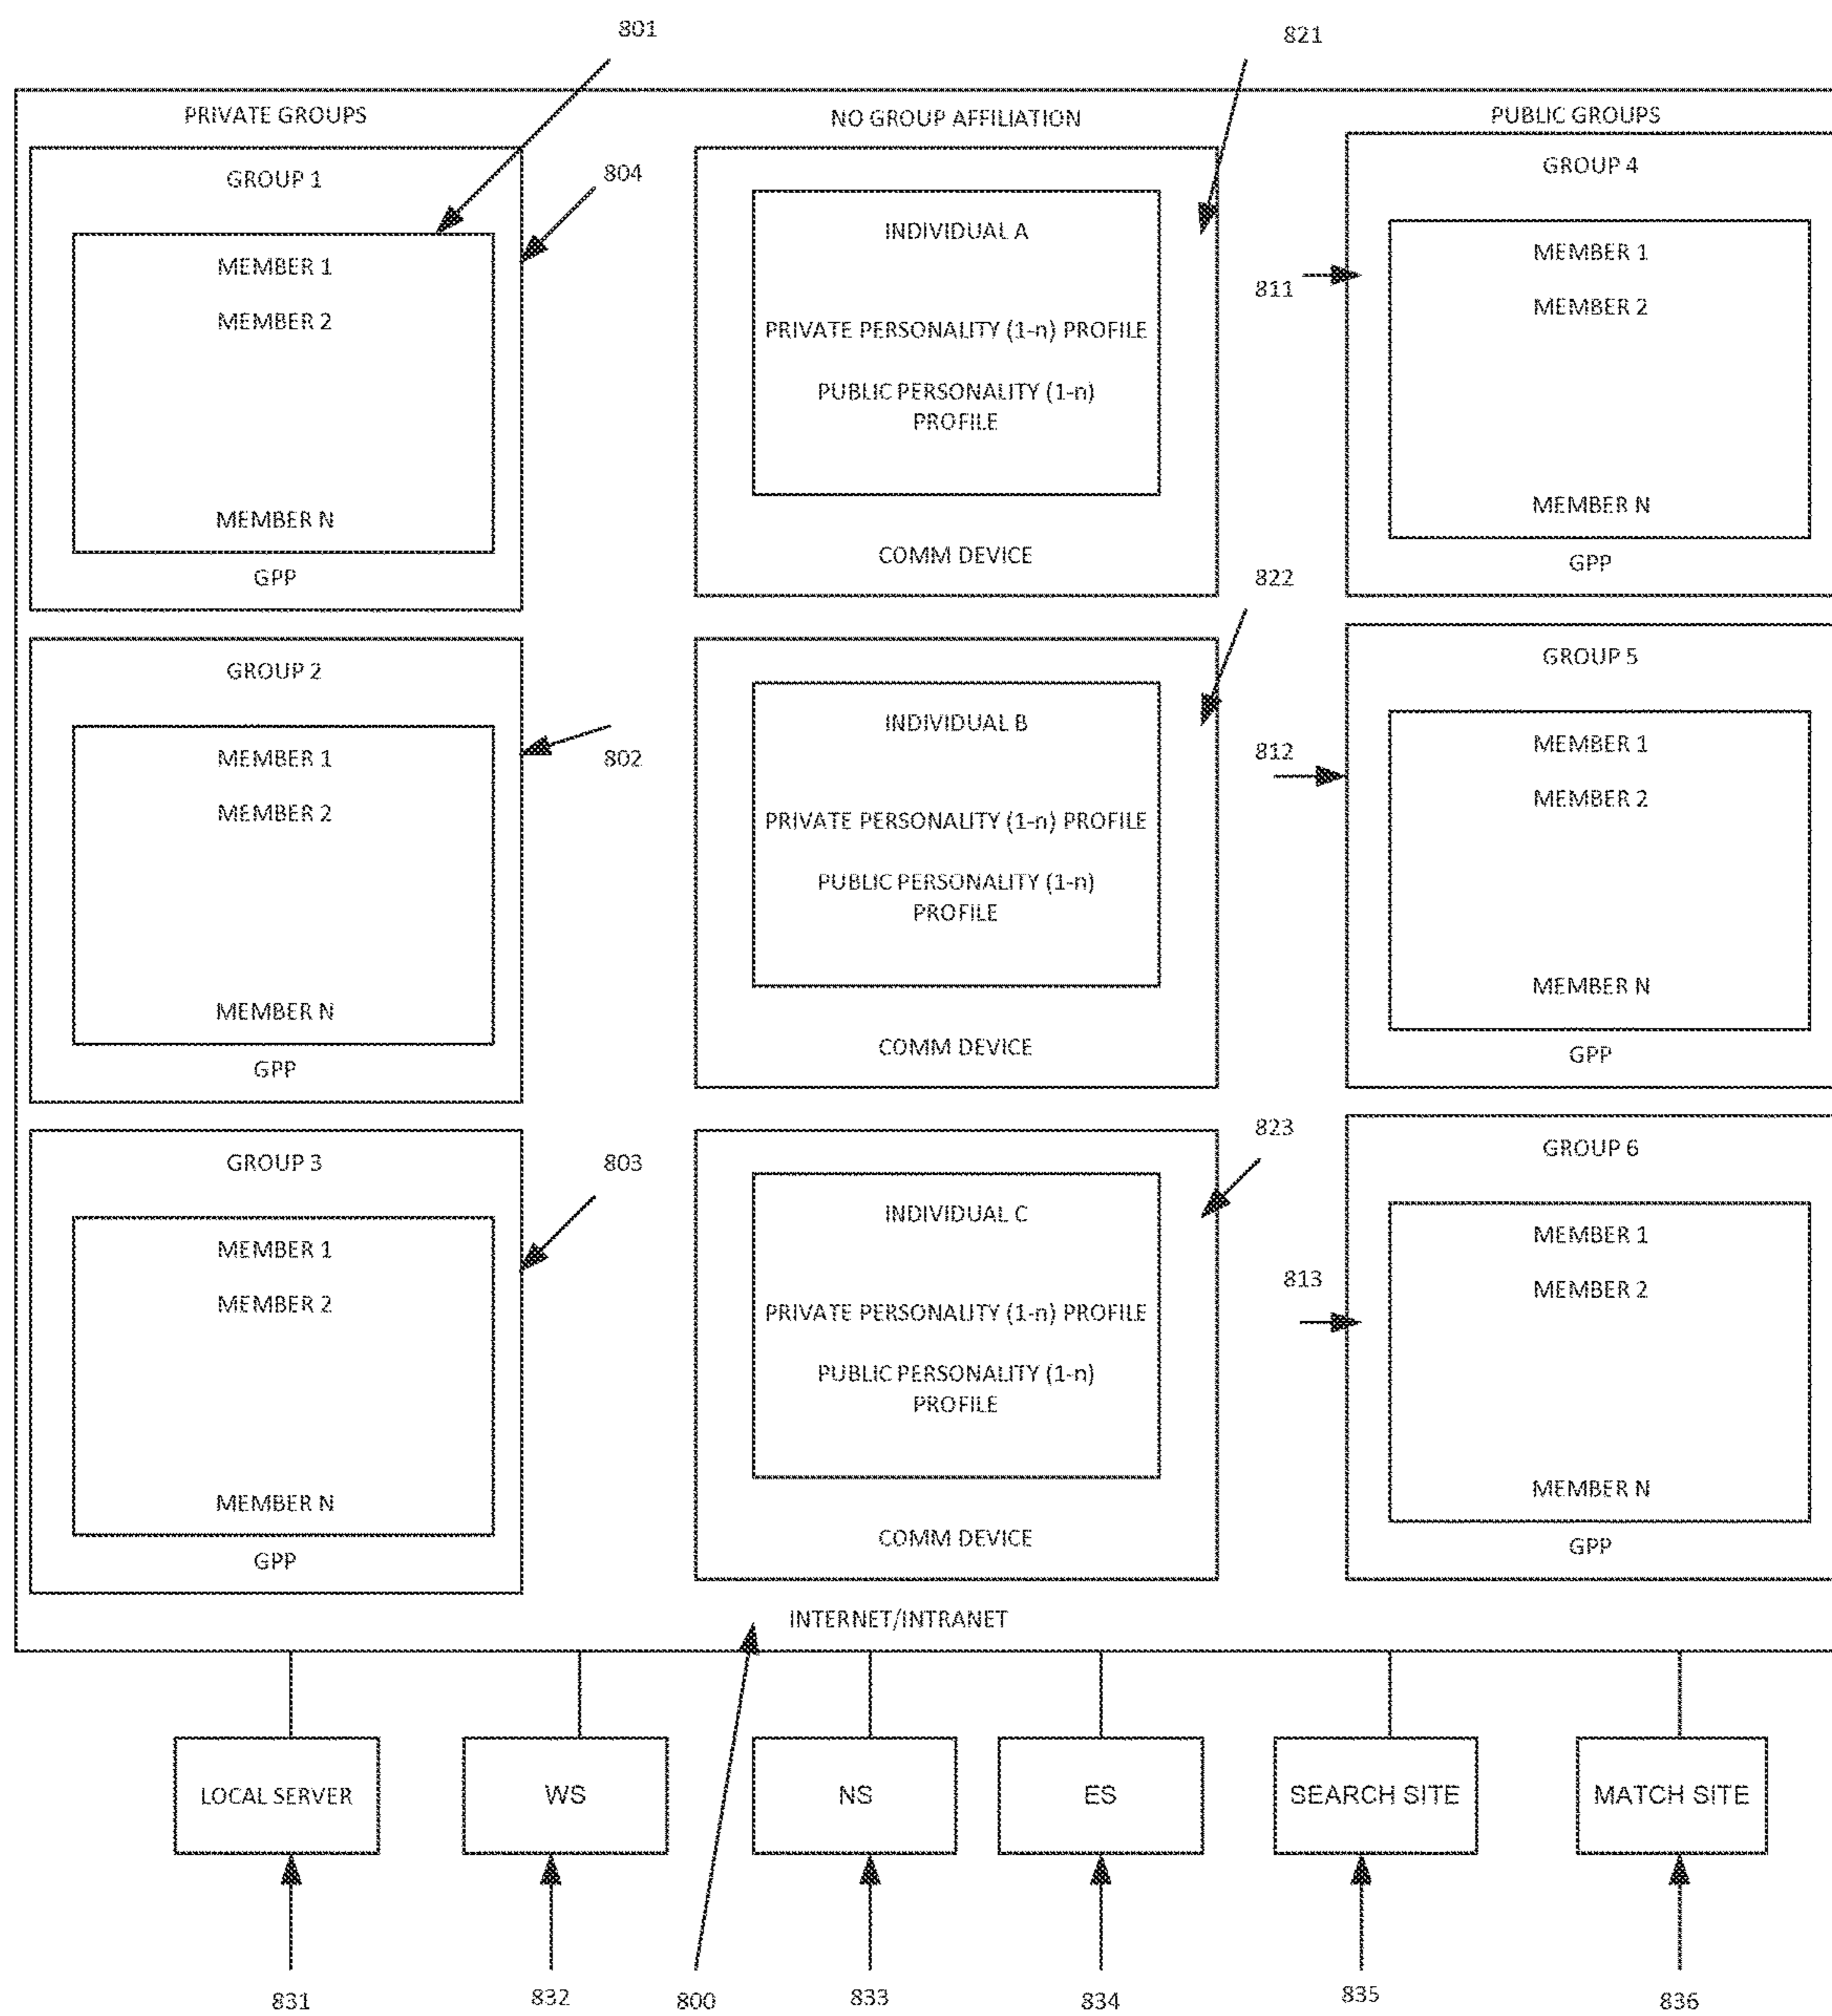 801
821
PRIVATE GROUPS
NO GROUP AFFILIATION
PUBLIC GROUPS
GROUP 1
804
MEMBER 1
MEMBER 2
MEMBER N
GPP
INDIVIDUAL A
PRIVATE PERSONALITY (1-n) PROFILE
PUBLIC PERSONALITY (1-n)
PROFILE
COMM DEVICE
811
GROUP 4
MEMBER 1
MEMBER 2
MEMBER N
GPP
822
GROUP 2
802
MEMBER 1
MEMBER 2
MEMBER N
GPP
INDIVIDUAL B
PRIVATE PERSONALITY (1-n) PROFILE
PUBLIC PERSONALITY (1-n)
PROFILE
COMM DEVICE
812
GROUP 5
MEMBER 1
MEMBER 2
MEMBER N
GPP
823
GROUP 3
803
MEMBER 1
MEMBER 2
MEMBER N
GPP
INDIVIDUAL C
PRIVATE PERSONALITY (1-n) PROFILE
PUBLIC PERSONALITY (1-n)
PROFILE
COMM DEVICE
813
GROUP 6
MEMBER 1
MEMBER 2
MEMBER N
GPP
INTERNET/INTRANET
LOCAL SERVER
WS
NS
ES
SEARCH SITE
MATCH SITE
831
832
800
833
834
835
836